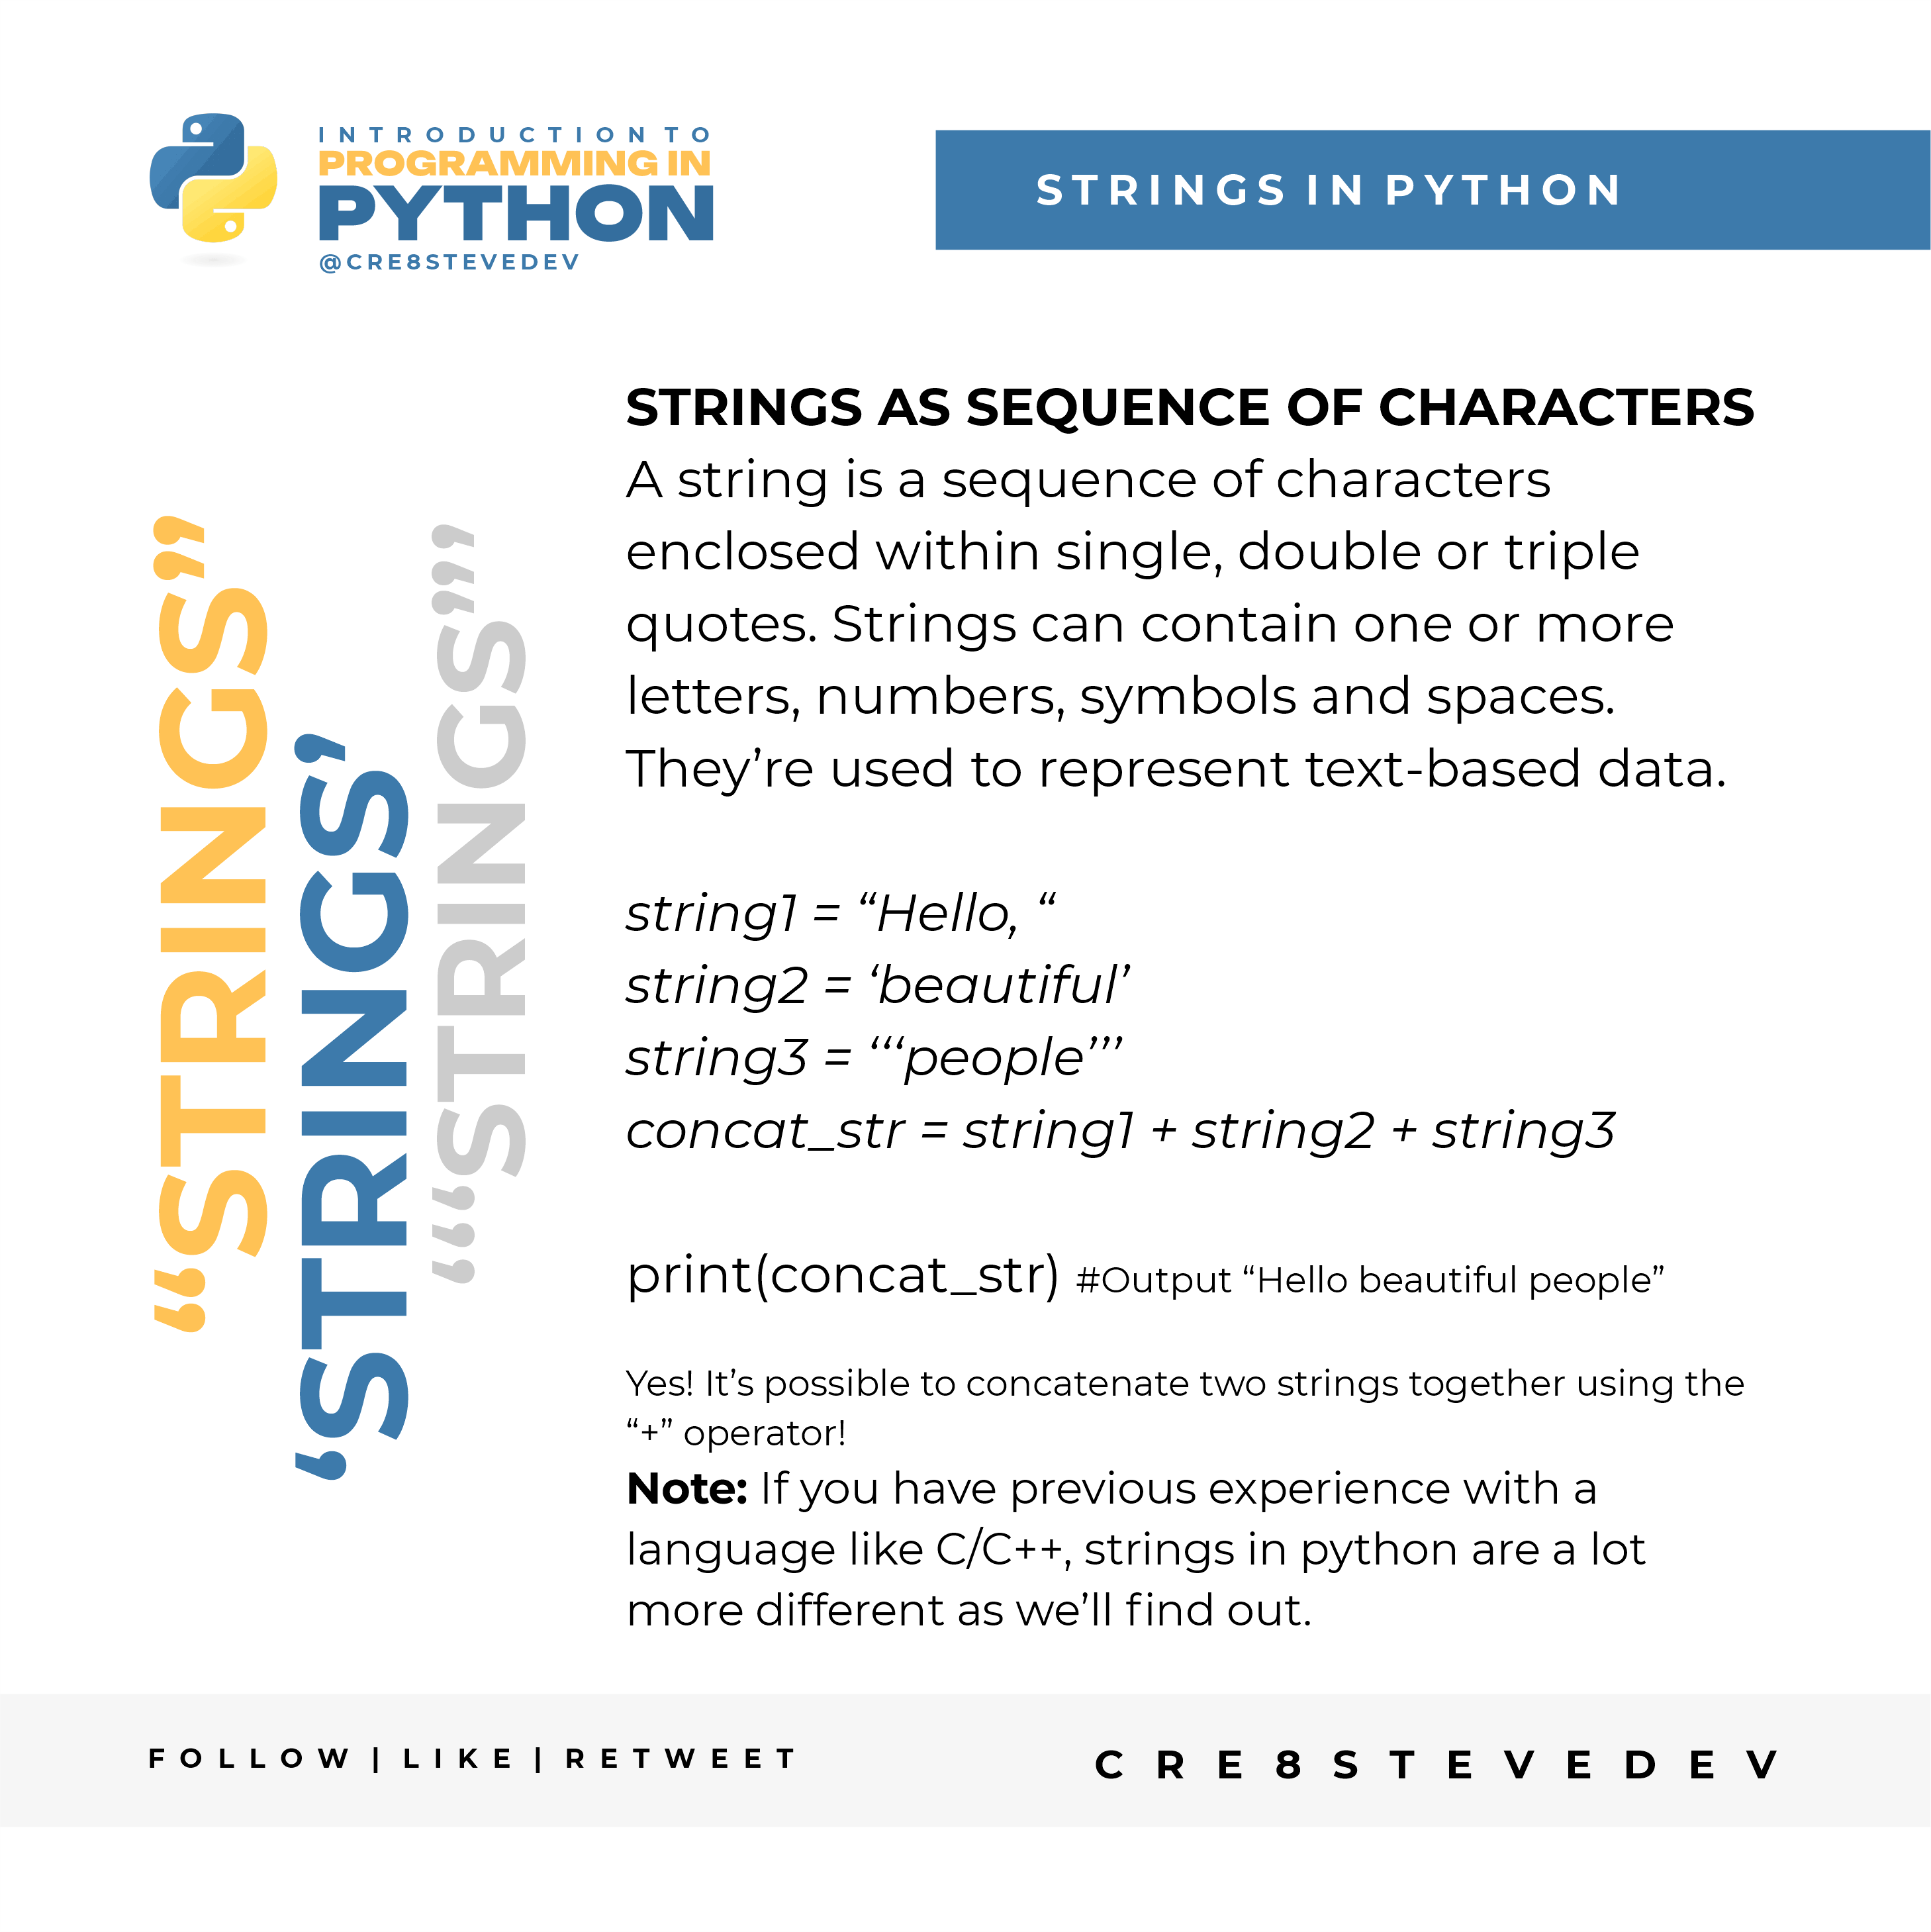 INTRODUCTION TO
PROGRAMMING IN
PYTHON
@CRE8STEVEDEV
STRINGS IN PYTHON
“STRINGS”
‘STRINGS’
“‘STRINGS”’
STRINGS AS SEQUENCE OF CHARACTERS
A string is a sequence of characters
enclosed within single, double or triple
quotes. Strings can contain one or more
letters, numbers, symbols and spaces.
They’re used to represent text-based data.
string1 = “Hello, “
string2 = ‘beautiful’
string3 = ‘“people’”
concat_str = string1 + string2 + string3
print(concat_str) #Output “Hello beautiful people”
Yes! It’s possible to concatenate two strings together using the
“+” operator!
Note: If you have previous experience with a
language like C/C++, strings in python are a lot
more different as we’ll find out.
FOLLOW | LIKE | RETWEET
CRE8STEVEDEV